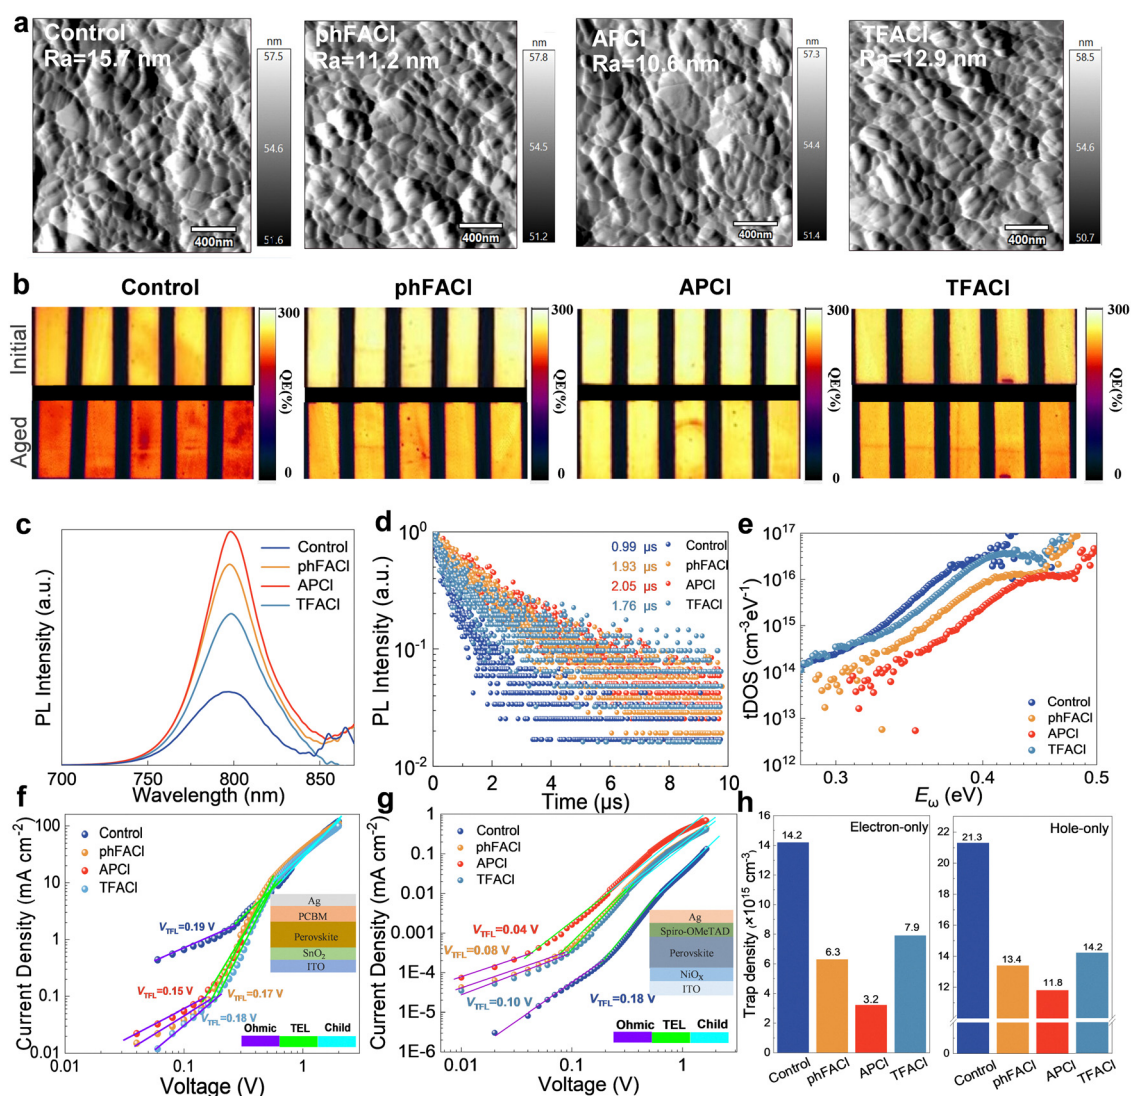 a
Control
Ra=15.7 nm
400nm
nm
57.5
54.6
51.6
phFACl
Ra=11.2 nm
400nm
nm
57.8
54.5
51.2
APCl
Ra=10.6 nm
400nm
nm
57.3
54.4
51.4
TFACl
Ra=12.9 nm
400nm
nm
58.5
54.6
50.7
b
Control
phFACl
APCl
TFACl
Initial
Aged
300
QE(%)
0
300
QE(%)
0
300
QE(%)
0
300
QE(%)
0
c
PL Intensity (a.u.)
Control
phFACl
APCl
TFACl
700
750
800
850
Wavelength (nm)
d
PL Intensity (a.u.)
10⁰
10⁻¹
10⁻²
0.99 μs Control
1.93 μs phFACl
2.05 μs APCl
1.76 μs TFACl
0
2
4
6
8
10
Time (μs)
e
tDOS (cm⁻³eV⁻¹)
10¹⁷
10¹⁶
10¹⁵
10¹⁴
10¹³
10¹²
Control
phFACl
APCl
TFACl
0.3
0.4
0.5
Eω (eV)
f
Current Density (mA cm⁻²)
100
10
1
0.1
0.01
Control
phFACl
APCl
TFACl
VTFL=0.19 V
VTFL=0.15 V
VTFL=0.17 V
VTFL=0.18 V
Ag
PCBM
Perovskite
SnO₂
ITO
Ohmic
TEL
Child
0.01
0.1
1
Voltage (V)
g
Current Density (mA cm⁻²)
1
0.1
0.01
0.001
1E-4
1E-5
1E-6
Control
phFACl
APCl
TFACl
VTFL=0.04 V
VTFL=0.08 V
VTFL=0.10 V
VTFL=0.18 V
Ag
Spiro-OMeTAD
Perovskite
NiOX
ITO
Ohmic
TEL
Child
0.01
0.1
1
Voltage (V)
h
Trap density (×10¹⁵ cm⁻³)
16
14
12
10
8
6
4
2
0
Electron-only
14.2
6.3
3.2
7.9
Control
phFACl
APCl
TFACl
Hole-only
22
20
18
16
14
12
2
0
21.3
13.4
11.8
14.2
Control
phFACl
APCl
TFACl